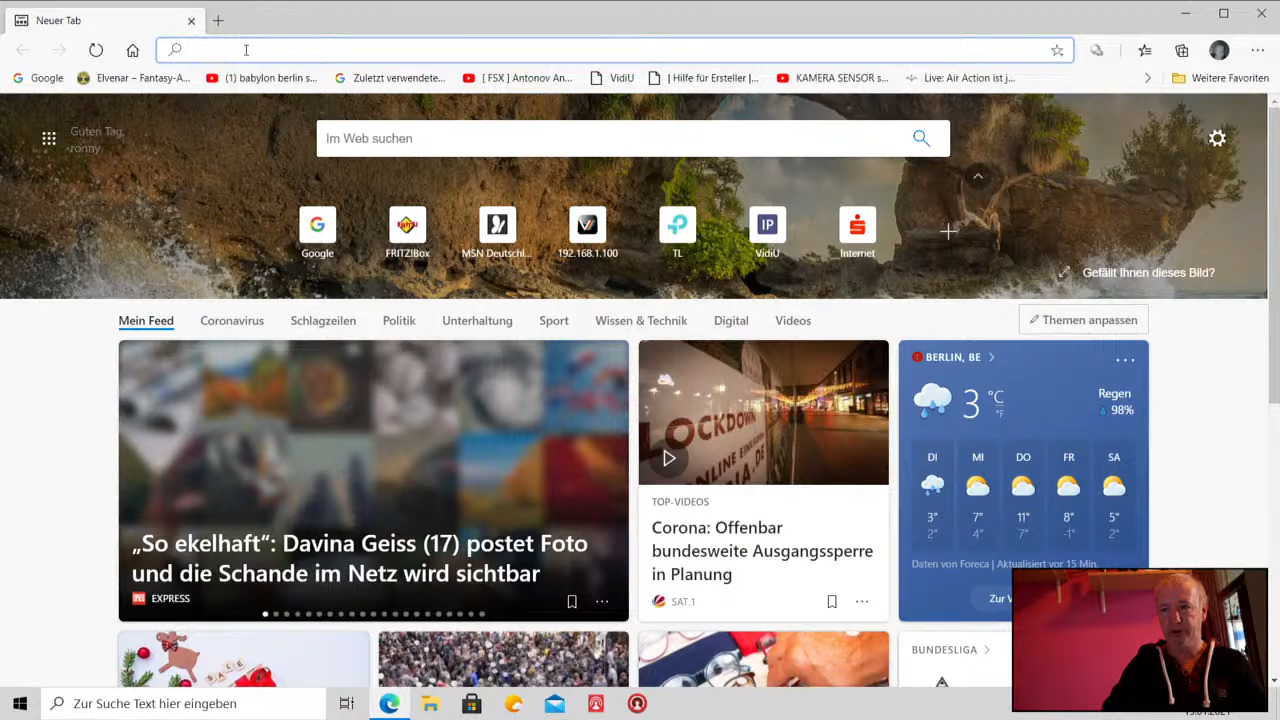 Neuer Tab
Google
Elvenar – Fantasy-A...
(1) babylon berlin s...
Zuletzt verwendete...
[ FSX ] Antonov An...
VidiU
| Hilfe für Ersteller |...
KAMERA SENSOR s...
Live: Air Action ist j...
Weitere Favoriten
Guten Tag,
ronny
Im Web suchen
Google
FRITZ!Box
MSN Deutschl...
192.168.1.100
TL
VidiU
Internet
Gefällt Ihnen dieses Bild?
Mein Feed
Coronavirus
Schlagzeilen
Politik
Unterhaltung
Sport
Wissen & Technik
Digital
Videos
Themen anpassen
„So ekelhaft“: Davina Geiss (17) postet Foto
und die Schande im Netz wird sichtbar
EXPRESS
LOCKDOWN
TOP-VIDEOS
Corona: Offenbar
bundesweite Ausgangssperre
in Planung
SAT.1
BERLIN, BE
3 °C
°F
Regen
98%
DI MI DO FR SA
3° 7° 11° 8° 5°
2° 4° 7° -1° 2°
Daten von Foreca | Aktualisiert vor 15 Min.
Zur
BUNDESLIGA
Zur Suche Text hier eingeben